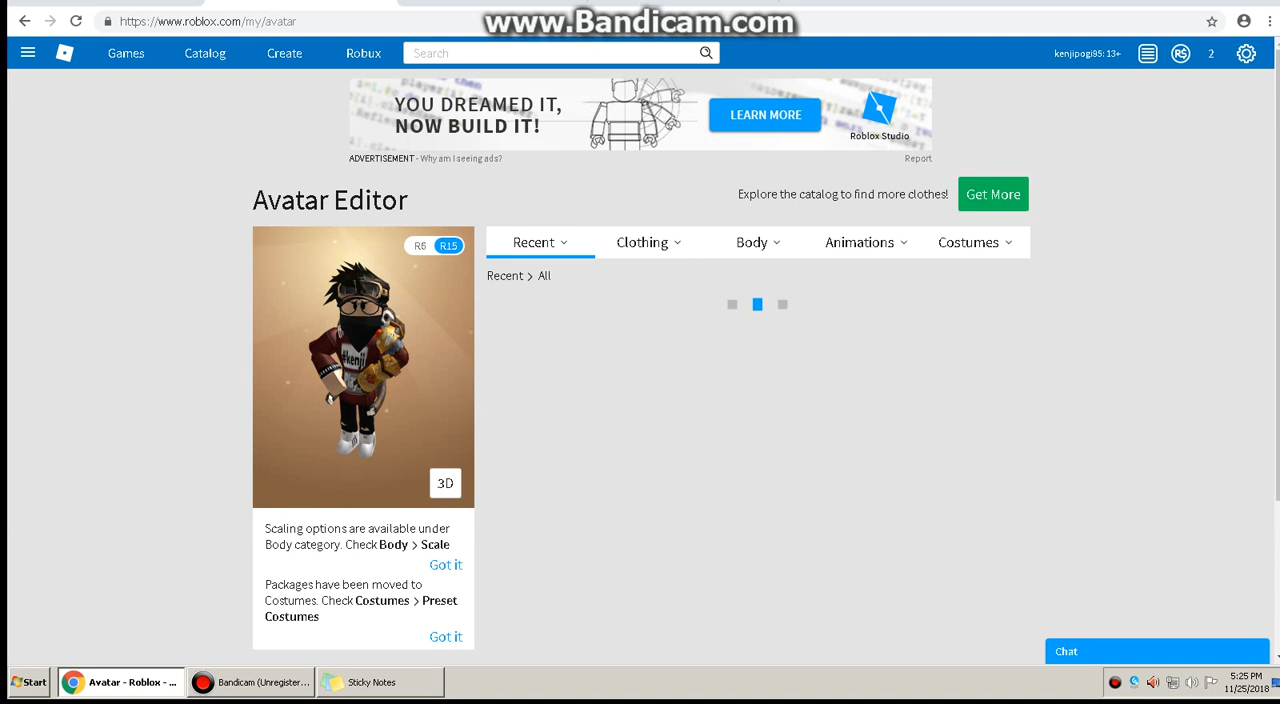 www.Bandicam.com
https://www.roblox.com/my/avatar
Games Catalog Create Robux Search kenjipogi95: 13+ R$ 2
YOU DREAMED IT,
NOW BUILD IT!
LEARN MORE
Roblox Studio
ADVERTISEMENT - Why am I seeing ads? Report
Avatar Editor
Explore the catalog to find more clothes! Get More
R6 R15
Recent Clothing Body Animations Costumes
Recent > All
#kenji
3D
Scaling options are available under
Body category. Check Body > Scale
Got it
Packages have been moved to
Costumes. Check Costumes > Preset
Costumes
Got it
Chat
Start Avatar - Roblox - ... Bandicam (Unregister... Sticky Notes
5:25 PM
11/25/2018